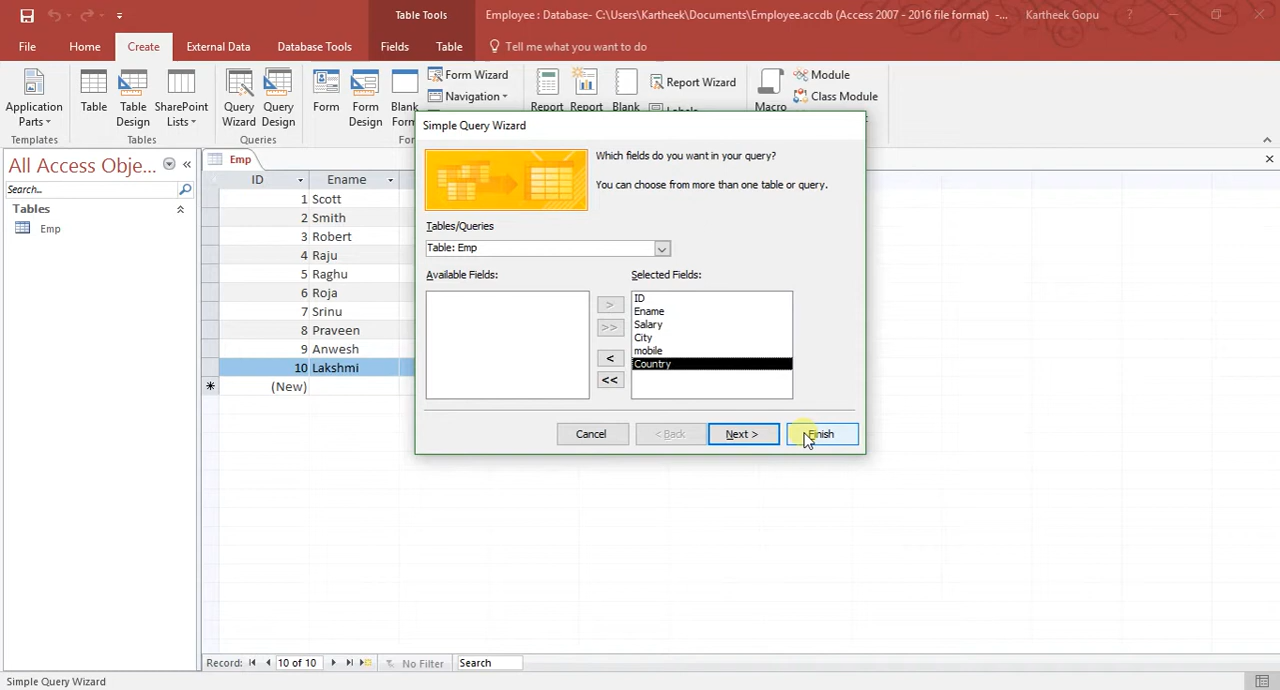 Table Tools
Employee : Database- C:\Users\Kartheek\Documents\Employee.accdb (Access 2007 - 2016 file format) -...
Kartheek Gopu
?
File Home Create External Data Database Tools Fields Table Tell me what you want to do
Application Parts
Table
Table Design
SharePoint Lists
Query Wizard
Query Design
Form
Form Design
Blank Form
Form Wizard
Navigation
Report
Report
Blank
Report Wizard
Labels
Macro
Module
Class Module
Templates
Tables
Queries
All Access Obje...
Search...
Tables
Emp
Emp
ID Ename
1 Scott
2 Smith
3 Robert
4 Raju
5 Raghu
6 Roja
7 Srinu
8 Praveen
9 Anwesh
10 Lakshmi
* (New)
Simple Query Wizard
Which fields do you want in your query?
You can choose from more than one table or query.
Tables/Queries
Table: Emp
Available Fields:
Selected Fields:
>
>>
<
<<
ID
Ename
Salary
City
mobile
Country
Cancel < Back Next > Finish
Record: 10 of 10 No Filter Search
Simple Query Wizard